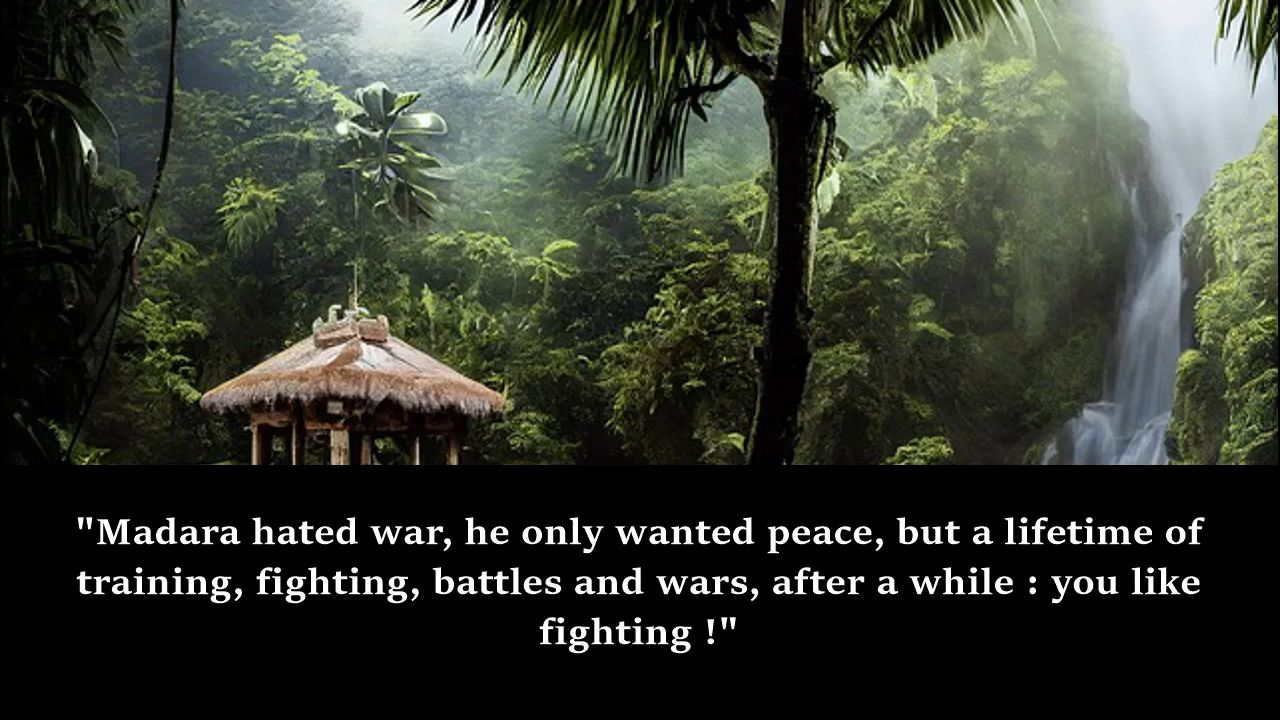 "Madara hated war, he only wanted peace, but a lifetime of
training, fighting, battles and wars, after a while : you like
fighting !"